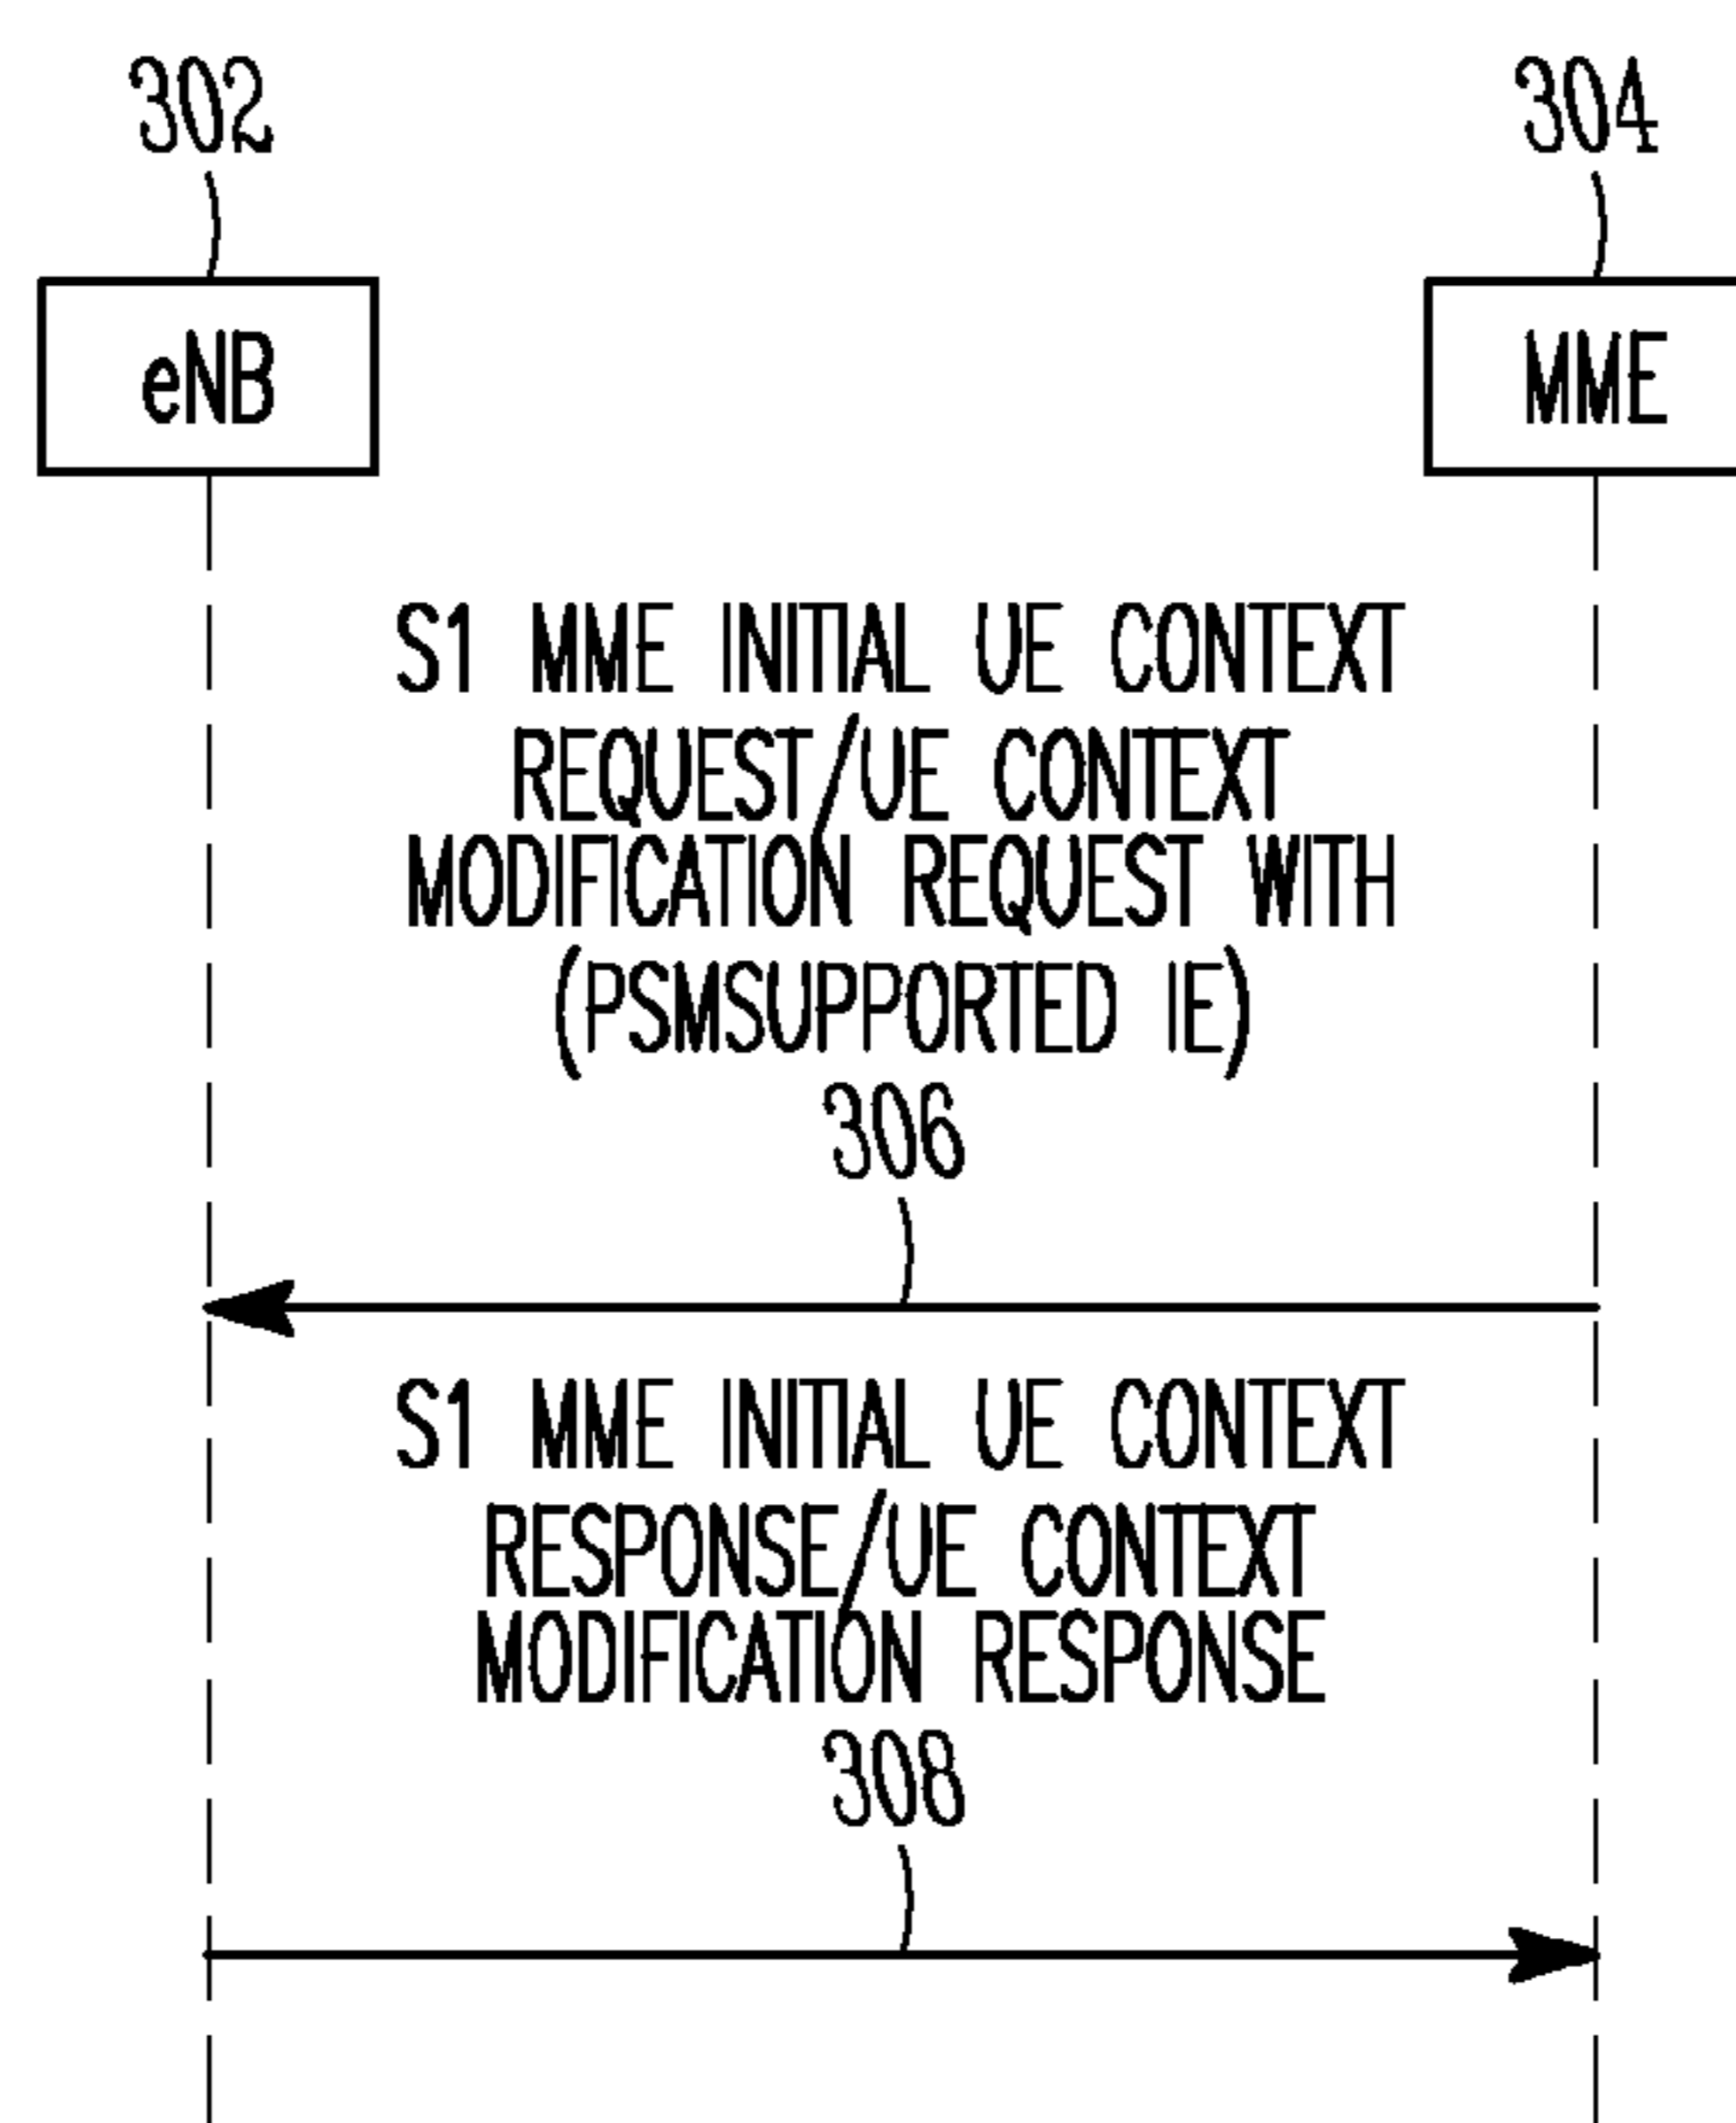 302
304
eNB
MME
S1 MME INITIAL UE CONTEXT
REQUEST/UE CONTEXT
MODIFICATION REQUEST WITH
(PSMSUPPORTED IE)
306
S1 MME INITIAL UE CONTEXT
RESPONSE/UE CONTEXT
MODIFICATION RESPONSE
308